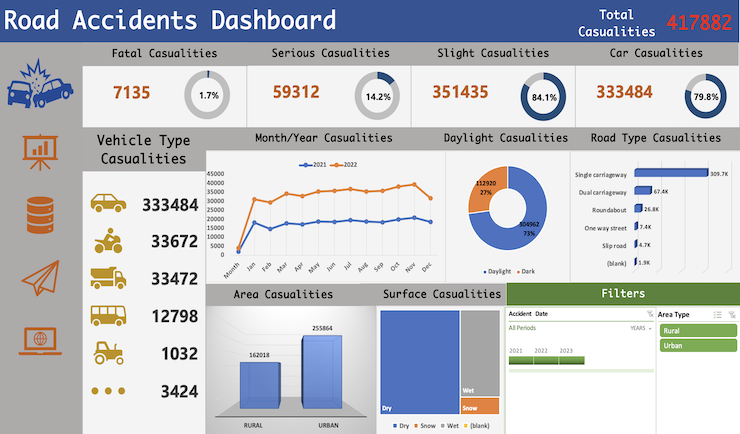 Road Accidents Dashboard
Total
Casualities
417882
Fatal Casualities
Serious Casualities
Slight Casualities
Car Casualities
7135
1.7%
59312
14.2%
351435
84.1%
333484
79.8%
Vehicle Type
Casualities
333484
33672
33472
12798
1032
3424
Month/Year Casualities
2021
2022
45000
40000
35000
30000
25000
20000
15000
10000
5000
0
Month
Jan
Feb
Mar
Apr
May
Jun
Jul
Aug
Sep
Oct
Nov
Dec
Daylight Casualities
112920
27%
304962
73%
Daylight
Dark
Road Type Casualities
Single carriageway
309.7K
Dual carriageway
67.4K
Roundabout
26.8K
One way street
7.4K
Slip road
4.7K
(blank)
1.9K
Area Casualities
162018
255864
RURAL
URBAN
Surface Casualities
Dry
Wet
Snow
Dry
Snow
Wet
(blank)
Filters
Accident Date
All Periods
YEARS
2021
2022
2023
Area Type
Rural
Urban